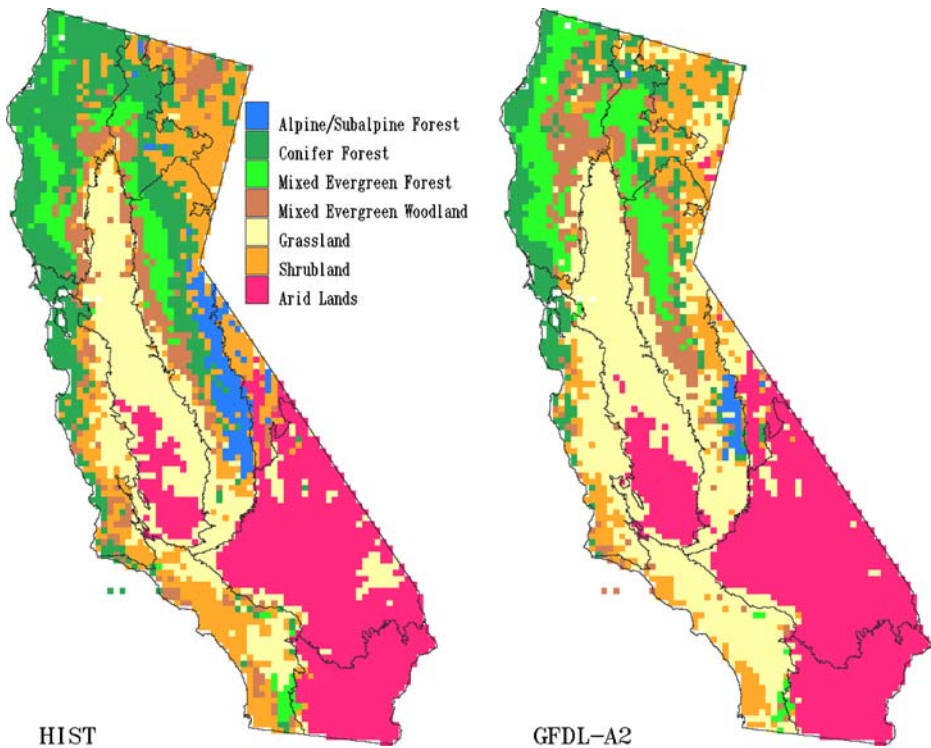 Alpine/Subalpine Forest
Conifer Forest
Mixed Evergreen Forest
Mixed Evergreen Woodland
Grassland
Shrubland
Arid Lands
HIST
GFDL-A2